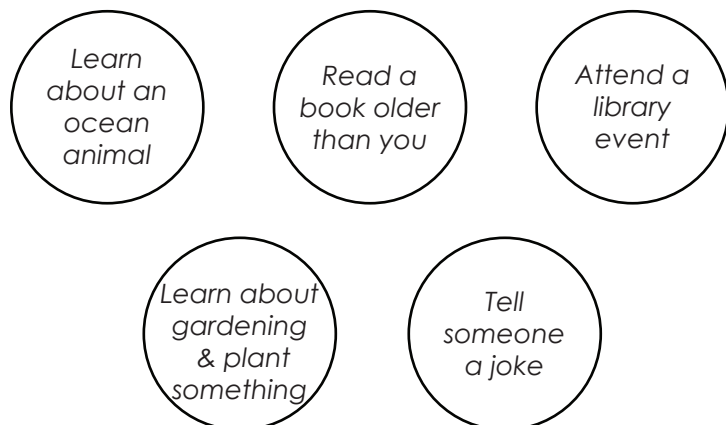 Learn
about an
ocean
animal
Read a
book older
than you
Attend a
library
event
Learn about
gardening
& plant
something
Tell
someone
a joke